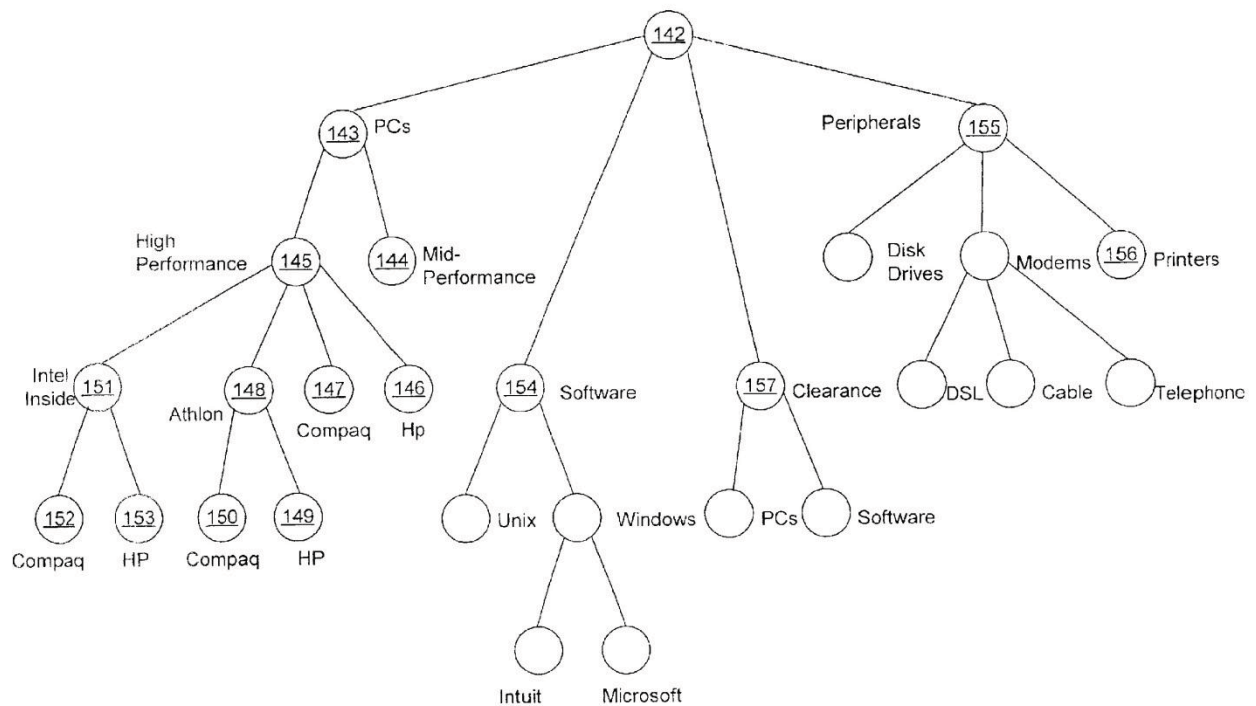 142
143 PCs
Peripherals 155
High
Performance 145
144 Mid-
Performance
Disk
Drives
Modems
156 Printers
Intel
Inside 151
Athlon 148
147
Compaq
146
Hp
154 Software
157 Clearance
DSL
Cable
Telephone
152
Compaq
153
HP
150
Compaq
149
HP
Unix
Windows
PCs
Software
Intuit
Microsoft